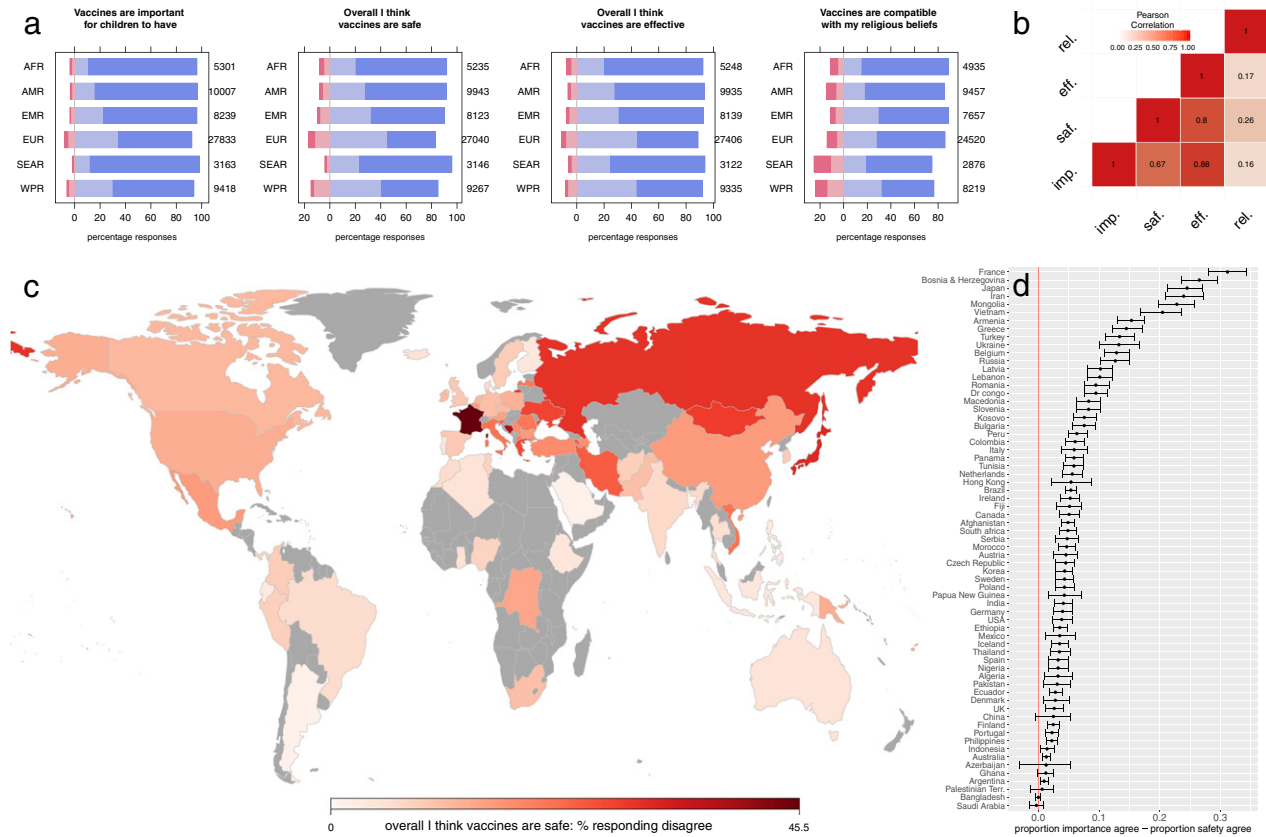 a
Vaccines are important
for children to have
Overall I think
vaccines are safe
Overall I think
vaccines are effective
Vaccines are compatible
with my religious beliefs
0 20 40 60 80 100
AFR 5301
AMR 10007
EMR 8239
EUR 27833
SEAR 3163
WPR 9418
percentage responses
AFR 5235
AMR 9943
EMR 8123
EUR 27040
SEAR 3146
WPR 9267
20 0 20 40 60 80 100
percentage responses
AFR 5248
AMR 9935
EMR 8139
EUR 27406
SEAR 3122
WPR 9335
0 20 40 60 80 100
percentage responses
AFR 4935
AMR 9457
EMR 7657
EUR 24520
SEAR 2876
WPR 8219
20 0 20 40 60 80
percentage responses
b
Pearson
Correlation
0.00 0.25 0.50 0.75 1.00
rel. 1
eff. 1 0.17
saf. 1 0.8 0.26
imp. 1 0.67 0.88 0.16
imp. saf. eff. rel.
c
0 45.5
overall I think vaccines are safe: % responding disagree
d
France
Bosnia & Herzegovina
Japan
Iran
Mongolia
Vietnam
Armenia
Greece
Turkey
Ukraine
Belgium
Russia
Latvia
Lebanon
Romania
Dr congo
Macedonia
Slovenia
Kosovo
Bulgaria
Peru
Colombia
Italy
Panama
Tunisia
Netherlands
Hong Kong
Brazil
Ireland
Fiji
Canada
Afghanistan
South africa
Serbia
Morocco
Austria
Czech Republic
Korea
Sweden
Poland
Papua New Guinea
India
Germany
USA
Ethiopia
Mexico
Iceland
Thailand
Spain
Nigeria
Algeria
Pakistan
Ecuador
Denmark
UK
China
Finland
Portugal
Philippines
Indonesia
Australia
Azerbaijan
Ghana
Argentina
Palestinian Terr.
Bangladesh
Saudi Arabia
0.0 0.1 0.2 0.3
proportion importance agree − proportion safety agree